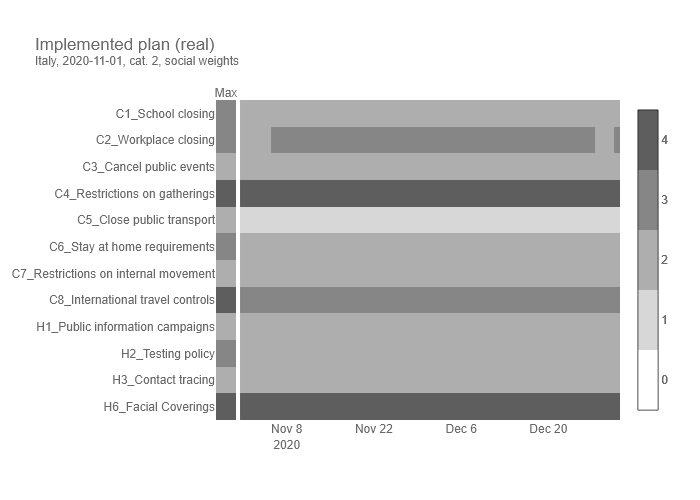 Implemented plan (real)
Italy, 2020-11-01, cat. 2, social weights
Max
C1_School closing
C2_Workplace closing
C3_Cancel public events
C4_Restrictions on gatherings
C5_Close public transport
C6_Stay at home requirements
C7_Restrictions on internal movement
C8_International travel controls
H1_Public information campaigns
H2_Testing policy
H3_Contact tracing
H6_Facial Coverings
Nov 8
2020
Nov 22
Dec 6
Dec 20
4
3
2
1
0